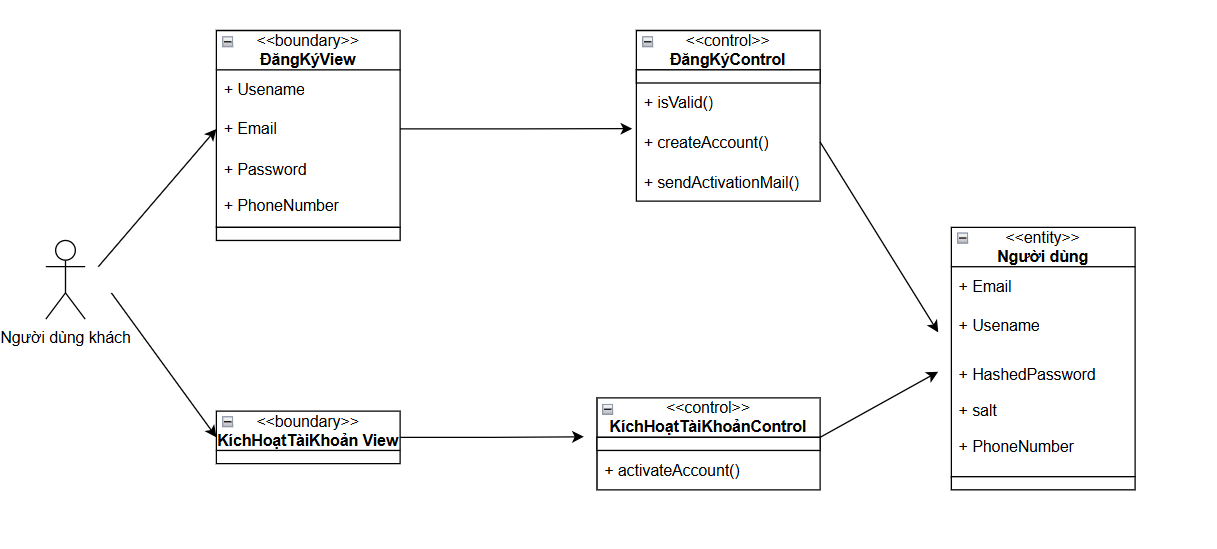 <<boundary>>
ĐăngKýView
+ Usename
+ Email
+ Password
+ PhoneNumber
<<control>>
ĐăngKýControl
+ isValid()
+ createAccount()
+ sendActivationMail()
<<entity>>
Người dùng
+ Email
+ Usename
+ HashedPassword
+ salt
+ PhoneNumber
Người dùng khách
<<boundary>>
KíchHoạtTàiKhoản View
<<control>>
KíchHoạtTàiKhoảnControl
+ activateAccount()